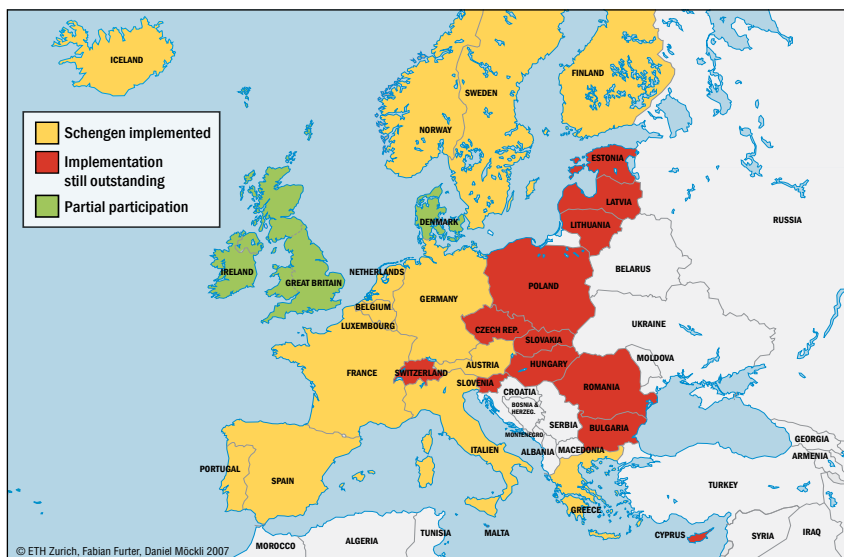 ICELAND
SWEDEN
FINLAND
NORWAY
Schengen implemented
Implementation
still outstanding
Partial participation
ESTONIA
LATVIA
LITHUANIA
RUSSIA
DENMARK
IRELAND
GREAT BRITAIN
NETHERLANDS
BELARUS
POLAND
GERMANY
BELGIUM
LUXEMBOURG
CZECH REP.
UKRAINE
SLOVAKIA
MOLDOVA
FRANCE
SWITZERLAND
AUSTRIA
HUNGARY
SLOVENIA
ROMANIA
CROATIA
BOSNIA &
HERZEG.
SERBIA
BULGARIA
MONTENEGRO
ITALIEN
ALBANIA
MACEDONIA
GEORGIA
ARMENIA
PORTUGAL
SPAIN
TURKEY
GREECE
MALTA
CYPRUS
SYRIA
IRAQ
MOROCCO
ALGERIA
TUNISIA
© ETH Zurich, Fabian Furter, Daniel Möckli 2007